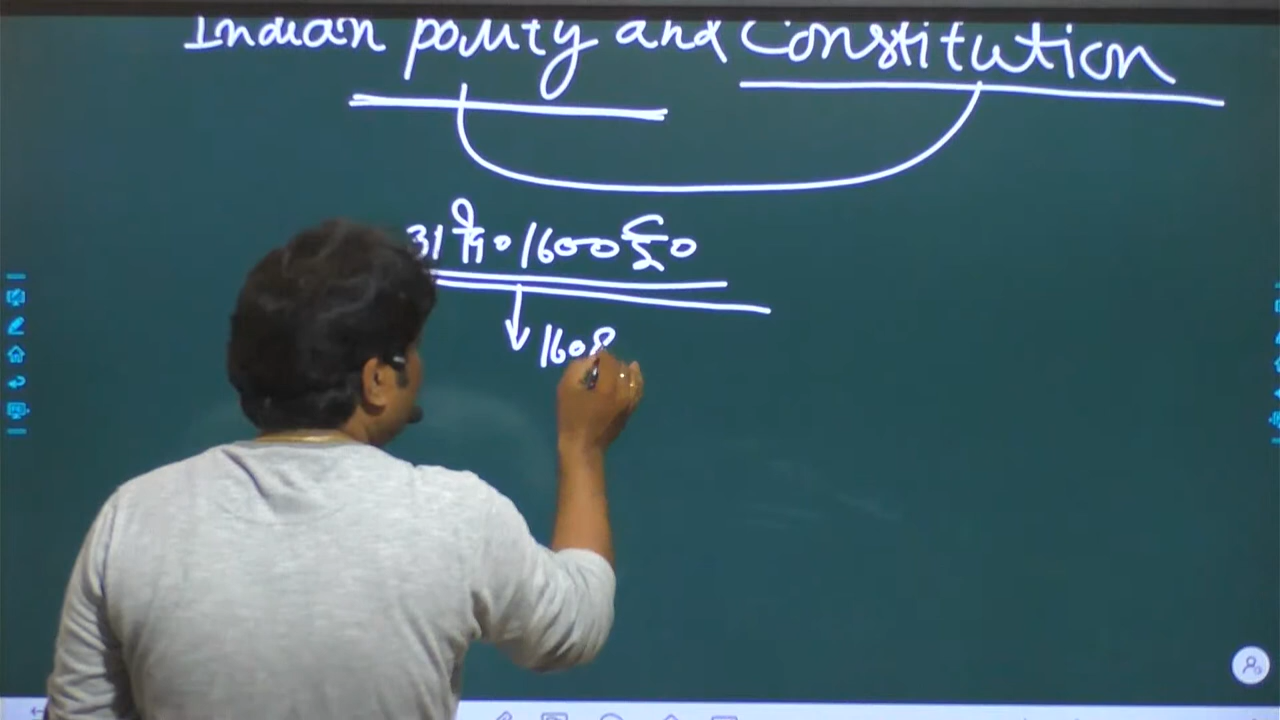 Indian polity and Constitution
31 दि० 1600 ई०
1608